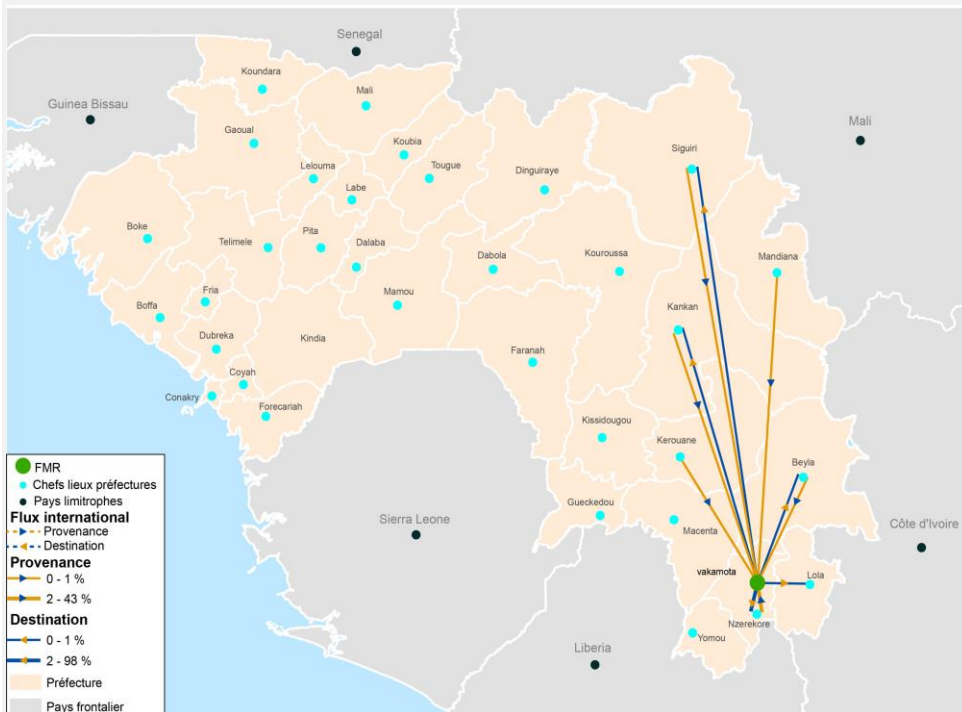 Senegal
Koundara
Mali
Guinea Bissau
Mali
Gaoual
Koubia
Siguiri
Lelouma
Tougue
Dinguiraye
Labe
Boke
Telimele
Pita
Dalaba
Dabola
Kouroussa
Mandiana
Fria
Mamou
Boffa
Kankan
Dubreka
Kindia
Faranah
Coyah
Conakry
Forecariah
Kissidougou
Kerouane
Beyla
Gueckedou
Sierra Leone
Macenta
Côte d'Ivoire
vakamota
Lola
Nzerekore
Yomou
Liberia
FMR
Chefs lieux préfectures
Pays limitrophes
Flux international
Provenance
Destination
Provenance
0 - 1 %
2 - 43 %
Destination
0 - 1 %
2 - 98 %
Préfecture
Pays frontalier